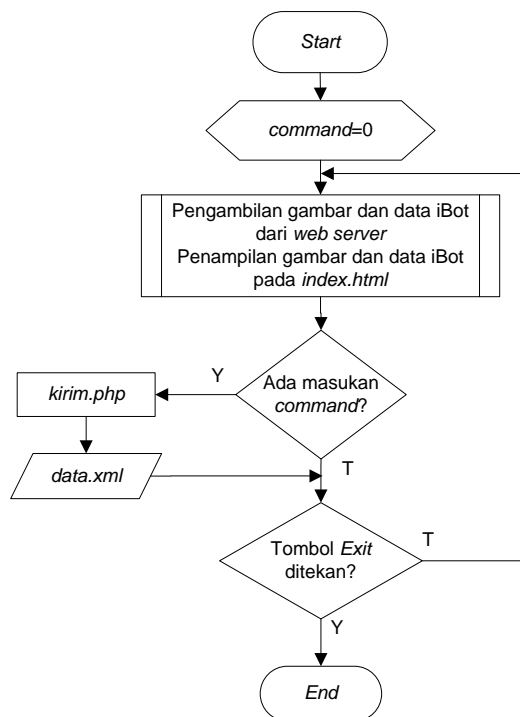 Start
command=0
Pengambilan gambar dan data iBot
dari web server
Penampilan gambar dan data iBot
pada index.html
Y
Ada masukan
command?
kirim.php
T
data.xml
Tombol Exit
ditekan?
T
Y
End